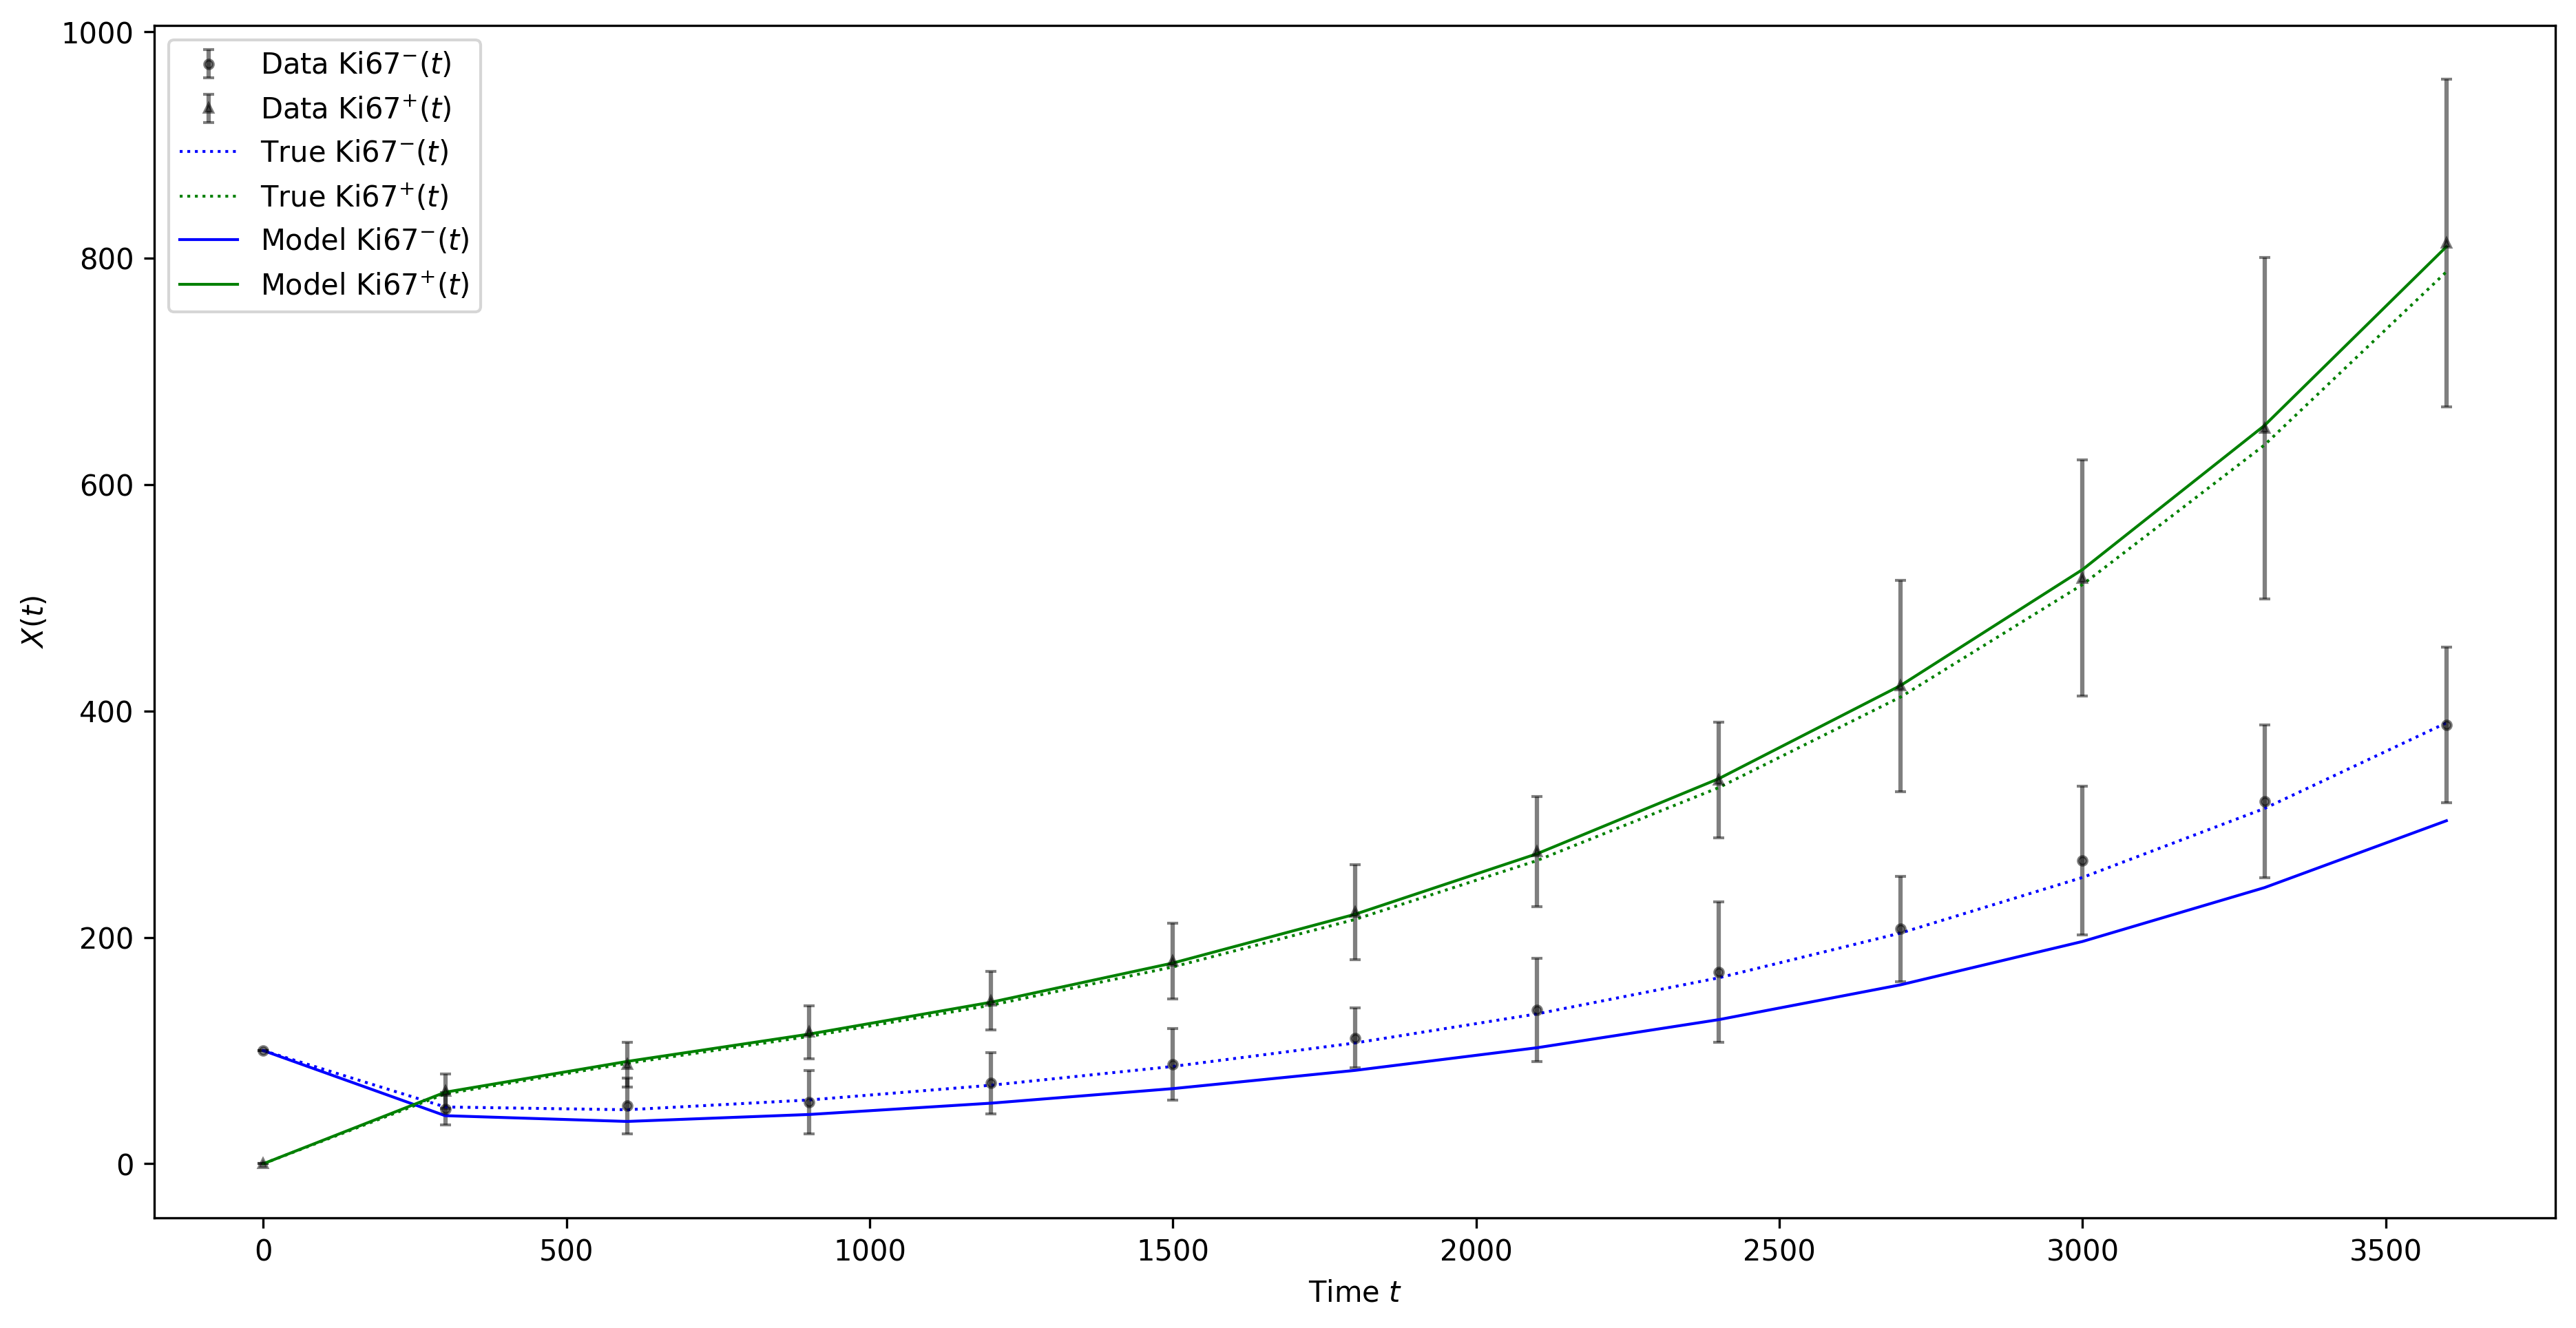 1000
800
600
400
200
0
X(t)
Data Ki67⁻(t)
Data Ki67⁺(t)
True Ki67⁻(t)
True Ki67⁺(t)
Model Ki67⁻(t)
Model Ki67⁺(t)
0 500 1000 1500 2000 2500 3000 3500
Time t